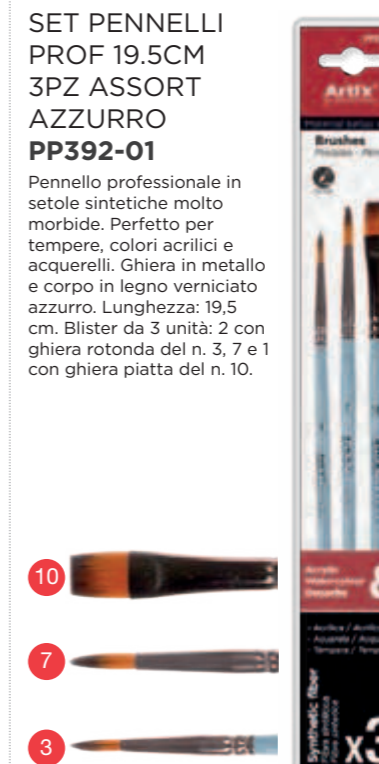 SET PENNELLI
PROF 19.5CM
3PZ ASSORT
AZZURRO
PP392-01
Pennello professionale in
setole sintetiche molto
morbide. Perfetto per
tempere, colori acrilici e
acquerelli. Ghiera in metallo
e corpo in legno verniciato
azzurro. Lunghezza: 19,5
cm. Blister da 3 unità: 2 con
ghiera rotonda del n. 3, 7 e 1
con ghiera piatta del n. 10.
10
7
3
Artix
Brushes
Synthetic fiber
x3